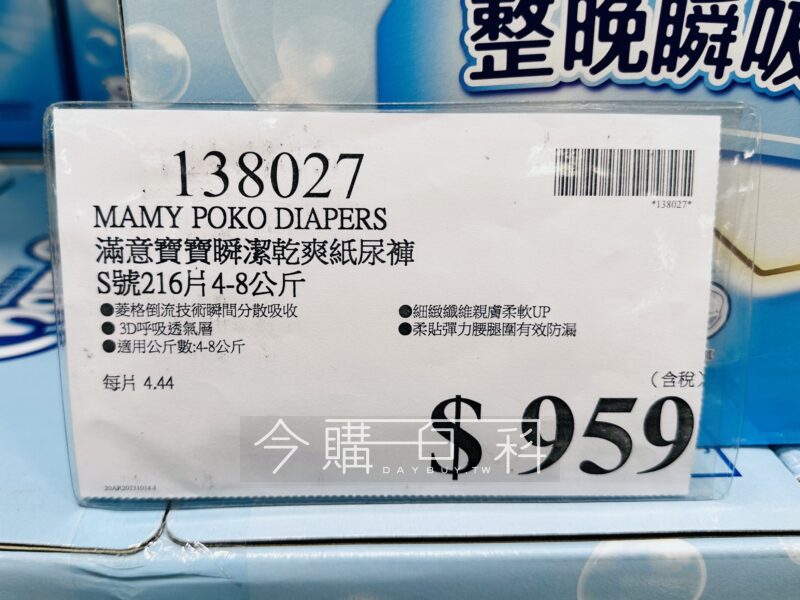 整晚瞬吸
138027
*138027*
MAMY POKO DIAPERS
滿意寶寶瞬潔乾爽紙尿褲
S號216片4-8公斤
●菱格倒流技術瞬間分散吸收
●細緻纖維親膚柔軟UP
●3D呼吸透氣層
●柔貼彈力腰腿圍有效防漏
●適用公斤數:4-8公斤
每片 4.44
(含稅)
$ 959
今購百科
DAYBUY.TW
20AR20231014-1